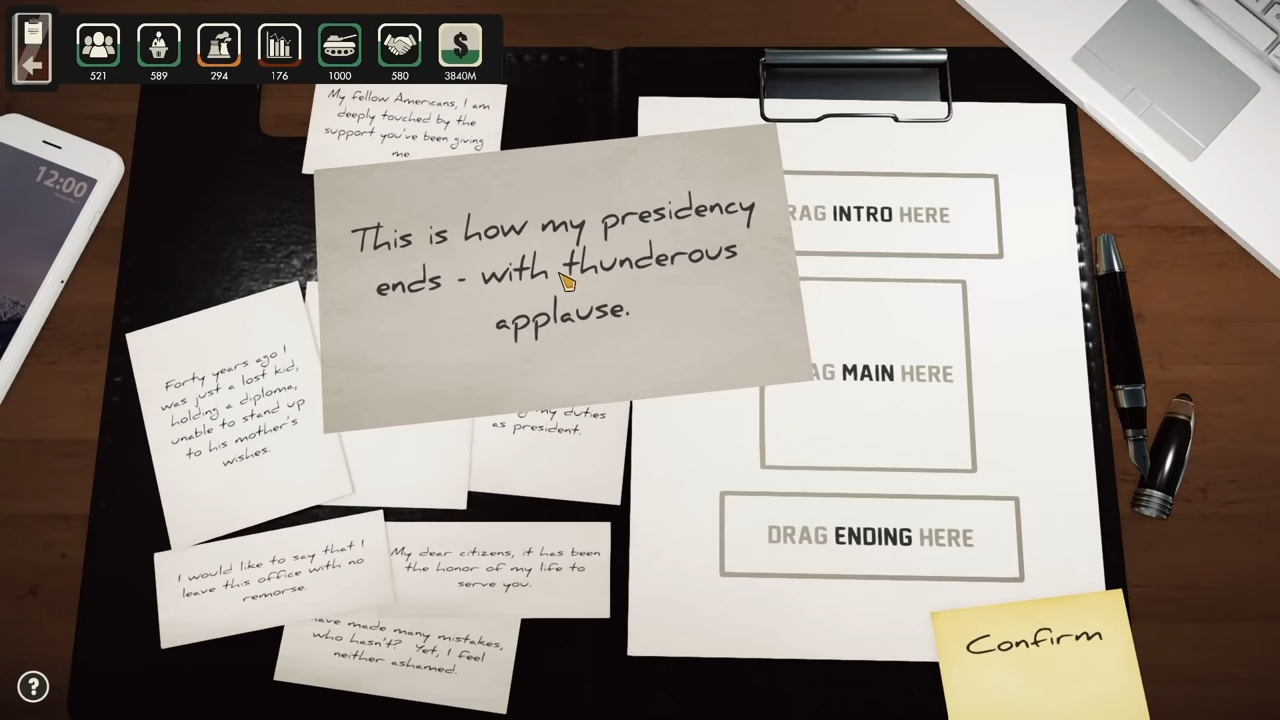 521
589
294
176
1000
580
3840M
$
12:00
My fellow Americans, I am
deeply touched by the
support you've been giving
me.
This is how my presidency
ends - with thunderous
applause.
Forty years ago I
was just a lost kid,
holding a diploma,
unable to stand up
to his mother's
wishes.
my duties
as president.
I would like to say that I
leave this office with no
remorse.
My dear citizens, it has been
the honor of my life to
serve you.
have made many mistakes,
who hasn't? Yet, I feel
neither ashamed.
DRAG INTRO HERE
DRAG MAIN HERE
DRAG ENDING HERE
Confirm
?